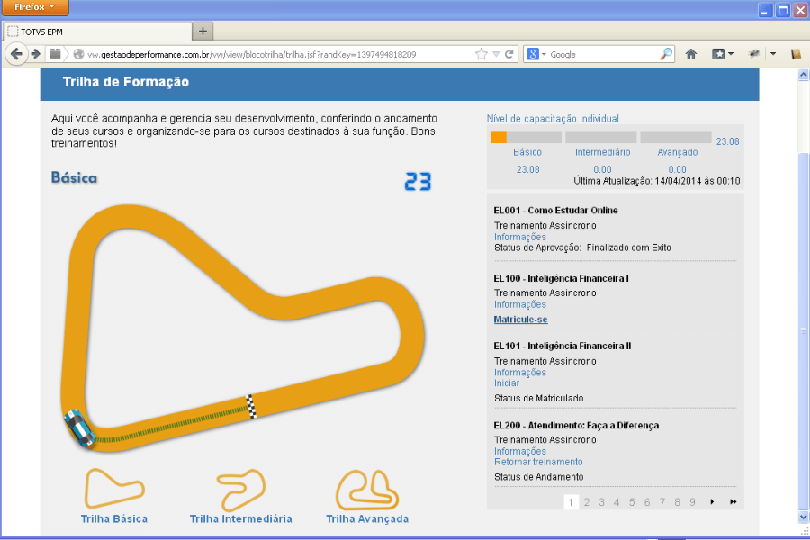 Firefox
TOTVS EPM
ww.gestaodeperformance.com.br/vw/view/blocotrilha/trilha.jsf?randKey=1397494818209
Google
Trilha de Formação
Aqui você acompanha e gerencia seu desenvolvimento, conferindo o andamento
de seus cursos e organizando-se para os cursos destinados à sua função. Bons
treinamentos!
Básica
23
Trilha Básica
Trilha Intermediária
Trilha Avançada
Nível de capacitação individual
23.08
Básico Intermediário Avançado
23.08 0.00 0.00
Última Atualização: 14/04/2014 às 00:10
EL001 - Como Estudar Online
Treinamento Assíncrono
Informações
Status de Aprovação: Finalizado com Exito
EL100 - Inteligência Financeira I
Treinamento Assíncrono
Informações
Matricule-se
EL101 - Inteligência Financeira II
Treinamento Assíncrono
Informações
Iniciar
Status de Matriculado
EL200 - Atendimento: Faça a Diferença
Treinamento Assíncrono
Informações
Retomar treinamento
Status de Andamento
1 2 3 4 5 6 7 8 9